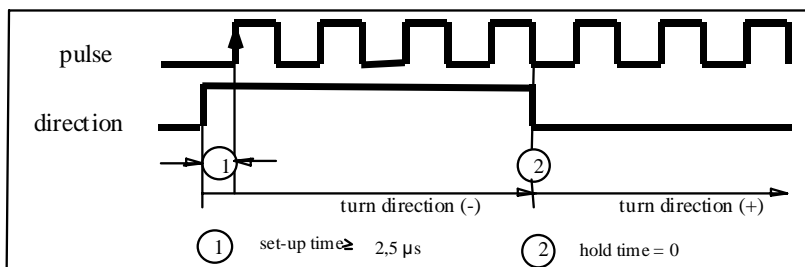 pulse
direction
1
2
turn direction (-)
turn direction (+)
1 set-up time≥ 2,5 µs
2 hold time = 0